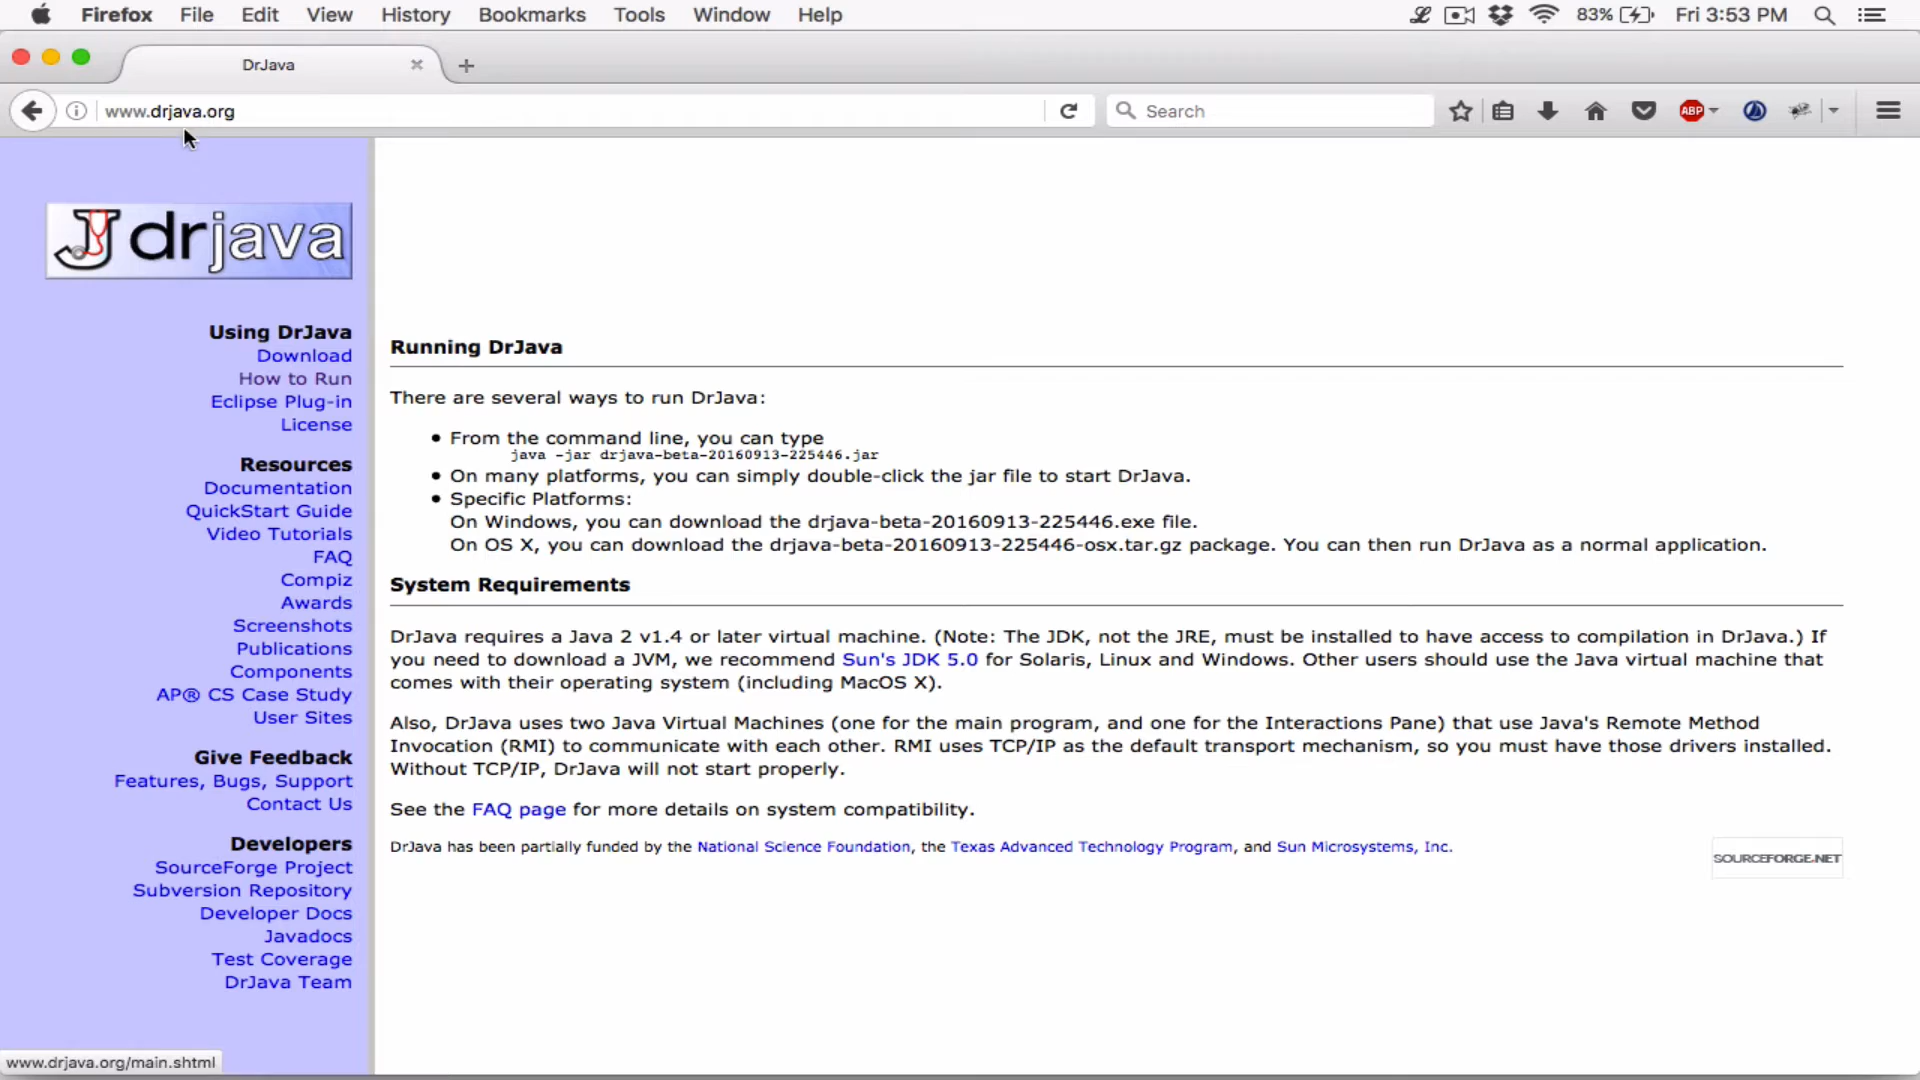 Firefox File Edit View History Bookmarks Tools Window Help 83% Fri 3:53 PM
DrJava
www.drjava.org Search ABP
drjava
Using DrJava
Download
How to Run
Eclipse Plug-in
License
Resources
Documentation
QuickStart Guide
Video Tutorials
FAQ
Compiz
Awards
Screenshots
Publications
Components
AP® CS Case Study
User Sites
Give Feedback
Features, Bugs, Support
Contact Us
Developers
SourceForge Project
Subversion Repository
Developer Docs
Javadocs
Test Coverage
DrJava Team
www.drjava.org/main.shtml
Running DrJava
There are several ways to run DrJava:
• From the command line, you can type
java -jar drjava-beta-20160913-225446.jar
• On many platforms, you can simply double-click the jar file to start DrJava.
• Specific Platforms:
On Windows, you can download the drjava-beta-20160913-225446.exe file.
On OS X, you can download the drjava-beta-20160913-225446-osx.tar.gz package. You can then run DrJava as a normal application.
System Requirements
DrJava requires a Java 2 v1.4 or later virtual machine. (Note: The JDK, not the JRE, must be installed to have access to compilation in DrJava.) If
you need to download a JVM, we recommend Sun's JDK 5.0 for Solaris, Linux and Windows. Other users should use the Java virtual machine that
comes with their operating system (including MacOS X).
Also, DrJava uses two Java Virtual Machines (one for the main program, and one for the Interactions Pane) that use Java's Remote Method
Invocation (RMI) to communicate with each other. RMI uses TCP/IP as the default transport mechanism, so you must have those drivers installed.
Without TCP/IP, DrJava will not start properly.
See the FAQ page for more details on system compatibility.
DrJava has been partially funded by the National Science Foundation, the Texas Advanced Technology Program, and Sun Microsystems, Inc.
SOURCEFORGE.NET